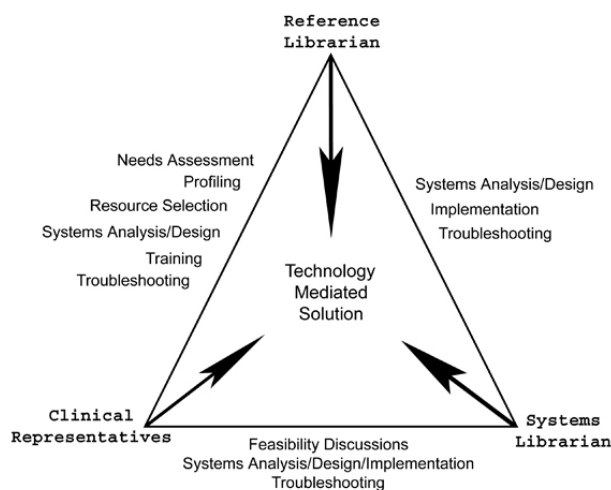 Reference
Librarian
Needs Assessment
Profiling
Resource Selection
Systems Analysis/Design
Training
Troubleshooting
Systems Analysis/Design
Implementation
Troubleshooting
Technology
Mediated
Solution
Clinical
Representatives
Systems
Librarian
Feasibility Discussions
Systems Analysis/Design/Implementation
Troubleshooting